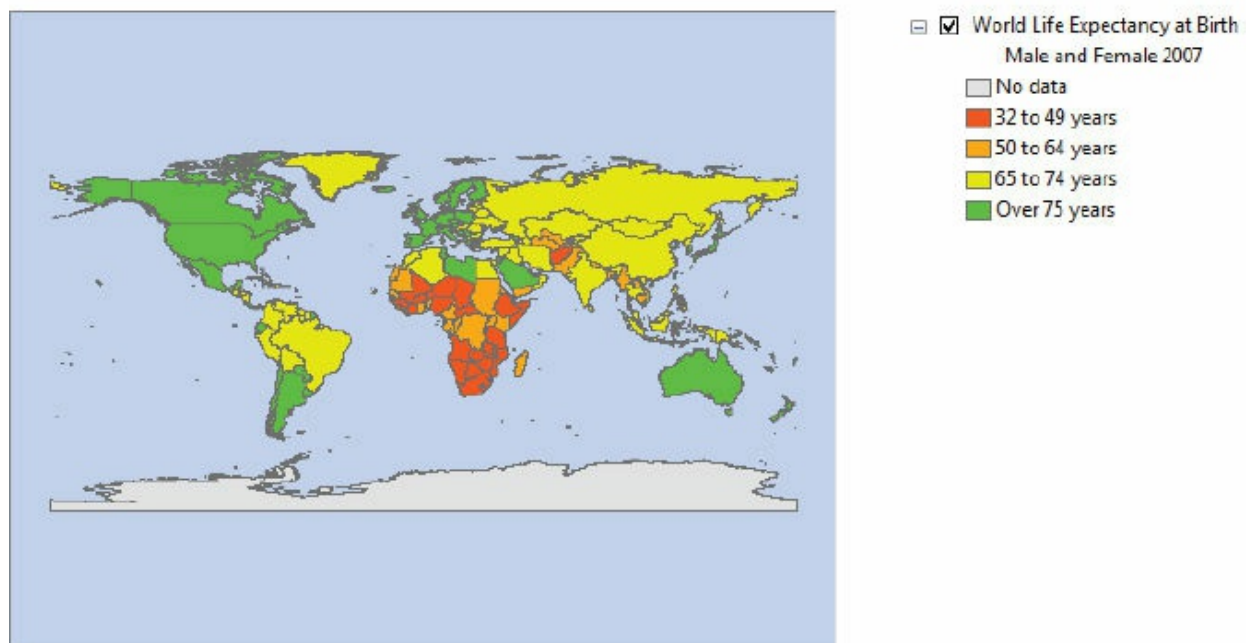 World Life Expectancy at Birth
Male and Female 2007
No data
32 to 49 years
50 to 64 years
65 to 74 years
Over 75 years